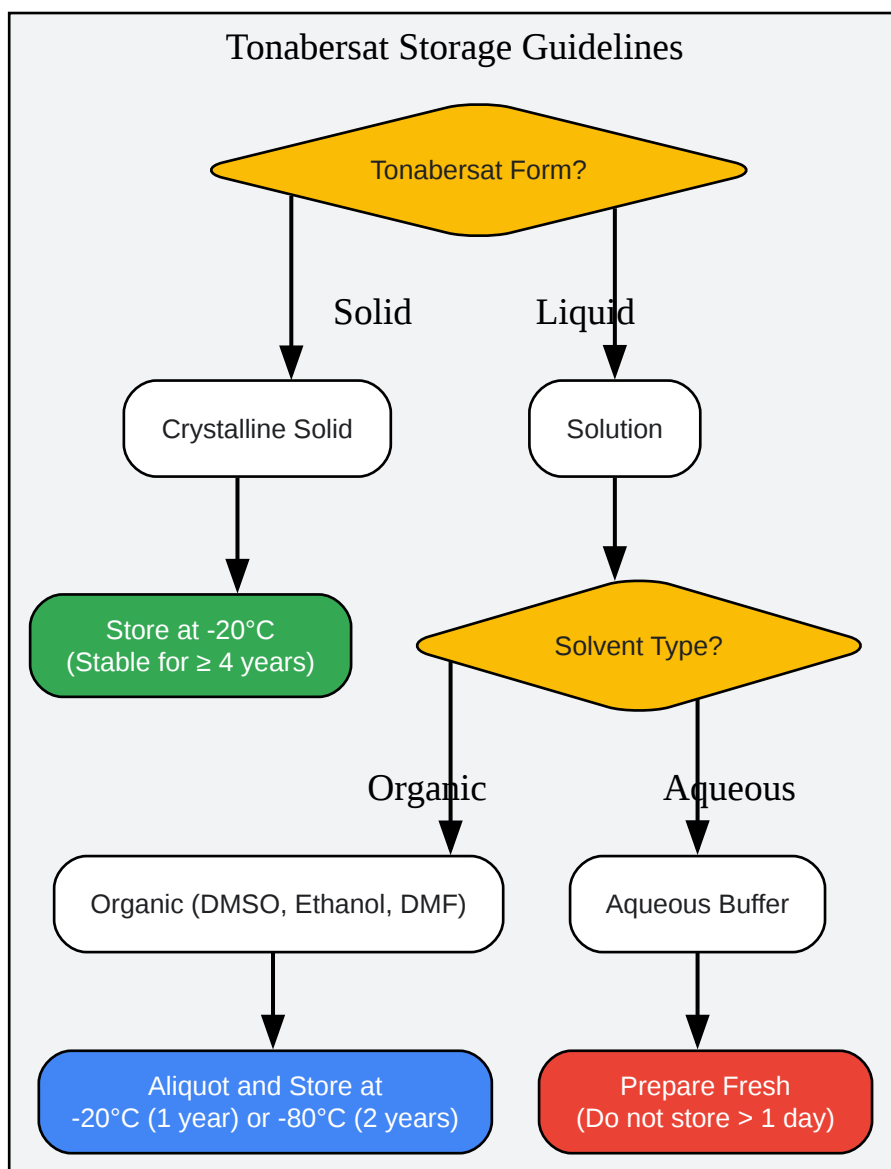 Tonabersat Storage Guidelines
Tonabersat Form?
Solid
Liquid
Crystalline Solid
Solution
Store at -20°C
(Stable for ≥ 4 years)
Solvent Type?
Organic
Aqueous
Organic (DMSO, Ethanol, DMF)
Aqueous Buffer
Aliquot and Store at
-20°C (1 year) or -80°C (2 years)
Prepare Fresh
(Do not store > 1 day)